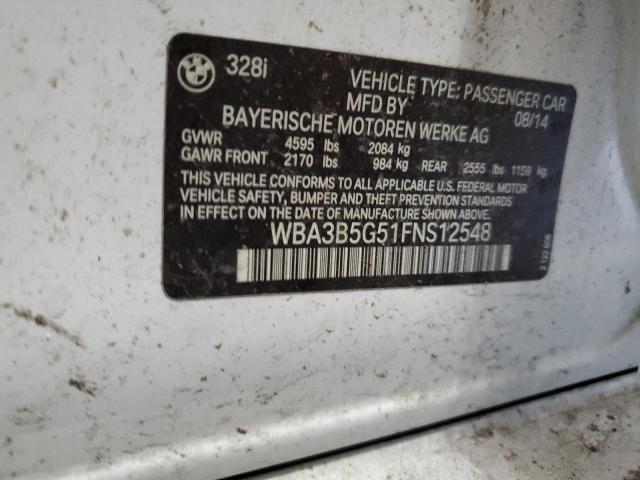 BMW
328i
VEHICLE TYPE: PASSENGER CAR
MFD BY 08/14
BAYERISCHE MOTOREN WERKE AG
GVWR 4595 lbs 2084 kg
GAWR FRONT 2170 lbs 984 kg REAR 2555 lbs 1159 kg
THIS VEHICLE CONFORMS TO ALL APPLICABLE U.S. FEDERAL MOTOR
VEHICLE SAFETY, BUMPER AND THEFT PREVENTION STANDARDS
IN EFFECT ON THE DATE OF MANUFACTURE SHOWN ABOVE.
WBA3B5G51FNS12548